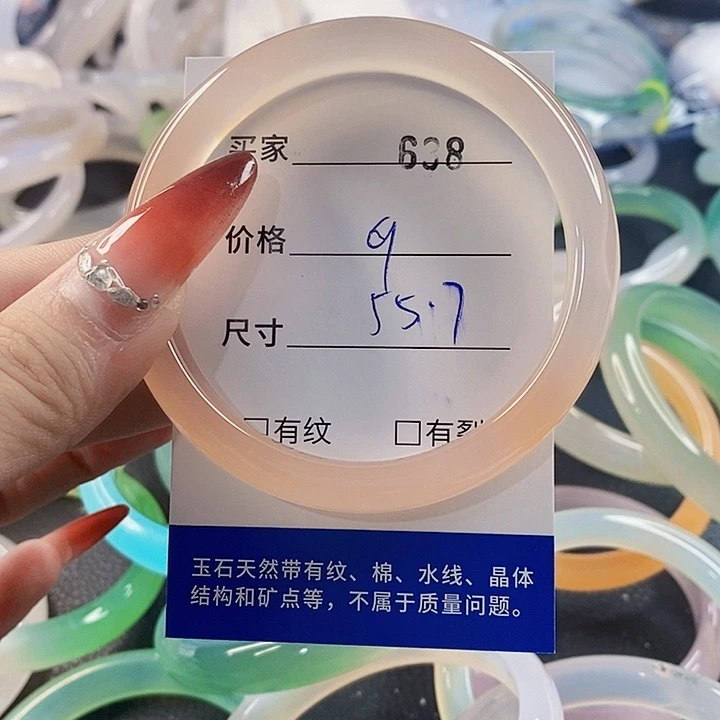 买家 638
价格 9
尺寸 55.7
□有纹 □有裂
玉石天然带有纹、棉、水线、晶体
结构和矿点等，不属于质量问题。